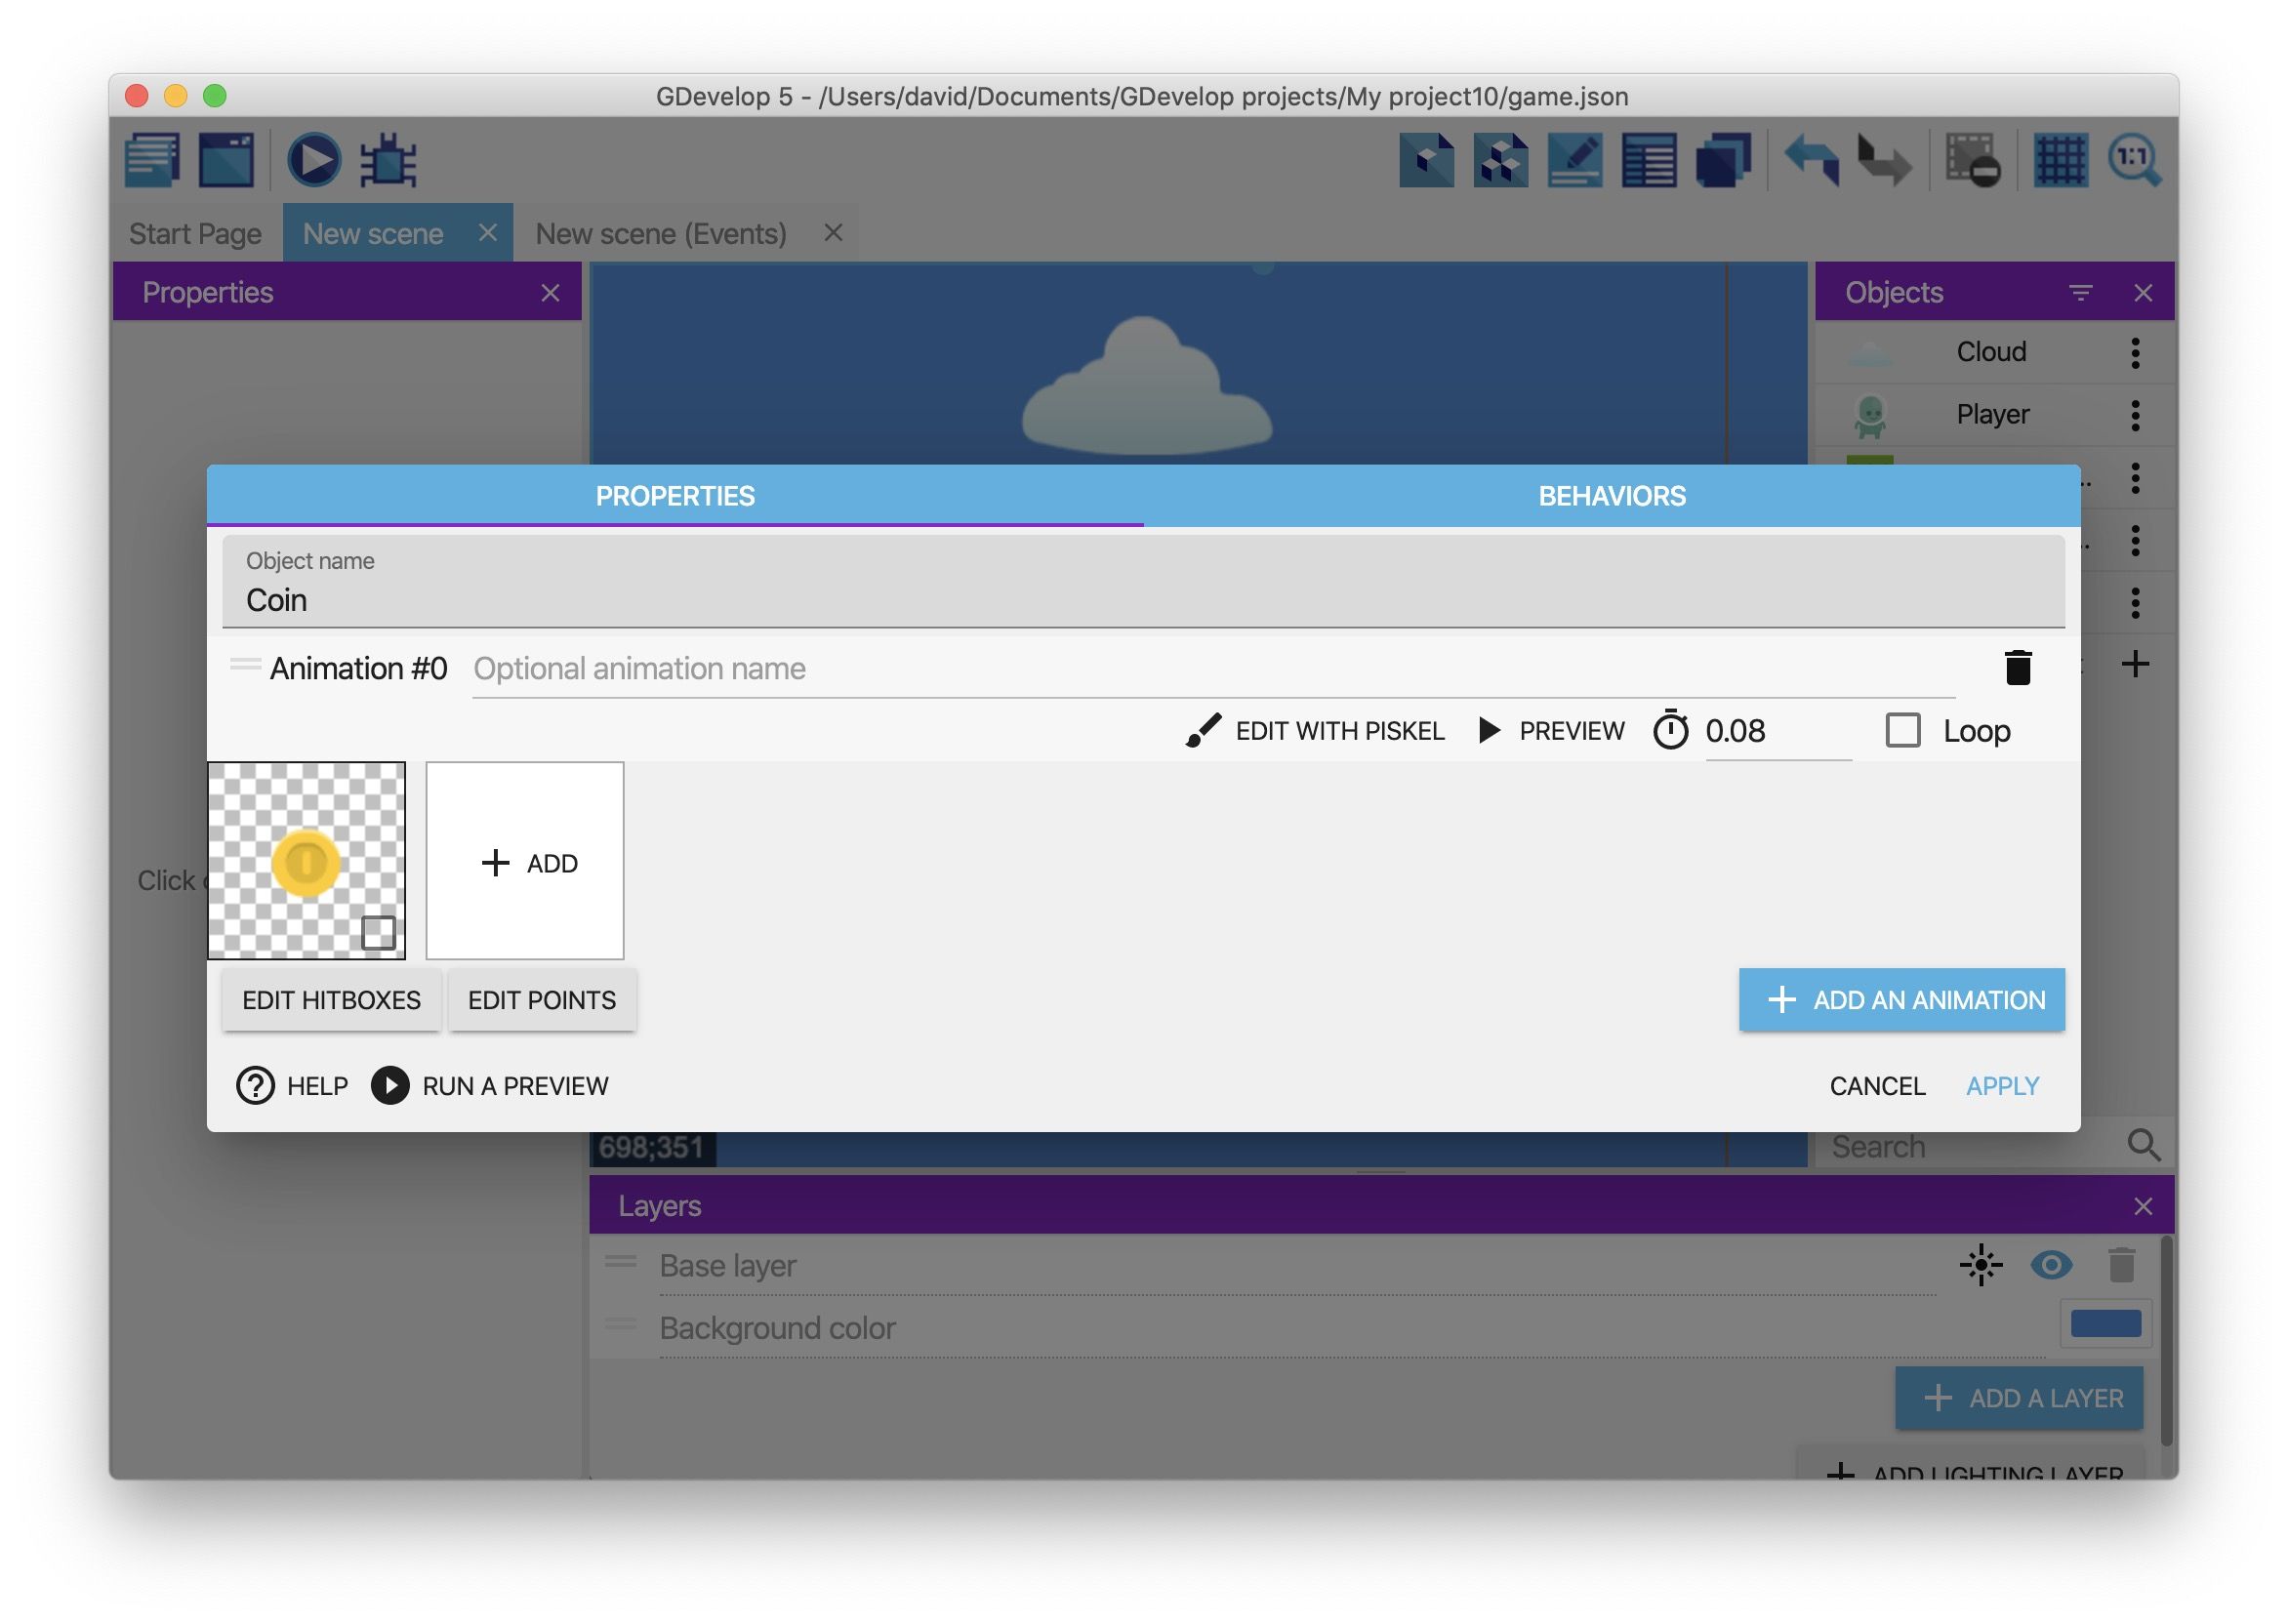 GDevelop 5 - /Users/david/Documents/GDevelop projects/My project10/game.json
1:1
Start Page
New scene
New scene (Events)
Properties
Objects
Cloud
Player
PROPERTIES
BEHAVIORS
Object name
Coin
Animation #0
Optional animation name
EDIT WITH PISKEL
PREVIEW
0.08
Loop
Click
ADD
EDIT HITBOXES
EDIT POINTS
ADD AN ANIMATION
HELP
RUN A PREVIEW
CANCEL
APPLY
698;351
Search
Layers
Base layer
Background color
ADD A LAYER
ADD LIGHTING LAYER